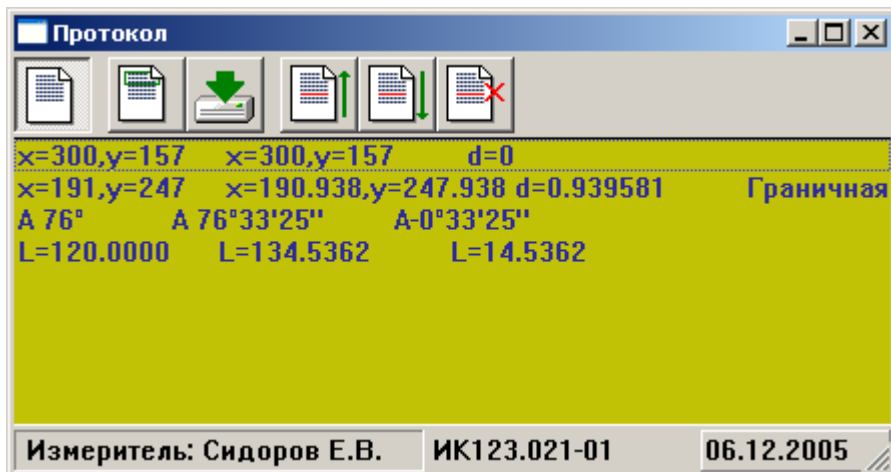 Протокол
x=300,y=157 x=300,y=157 d=0
x=191,y=247 x=190.938,y=247.938 d=0.939581 Граничная
A 76° A 76°33'25'' A-0°33'25''
L=120.0000 L=134.5362 L=14.5362
Измеритель: Сидоров Е.В. ИК123.021-01 06.12.2005